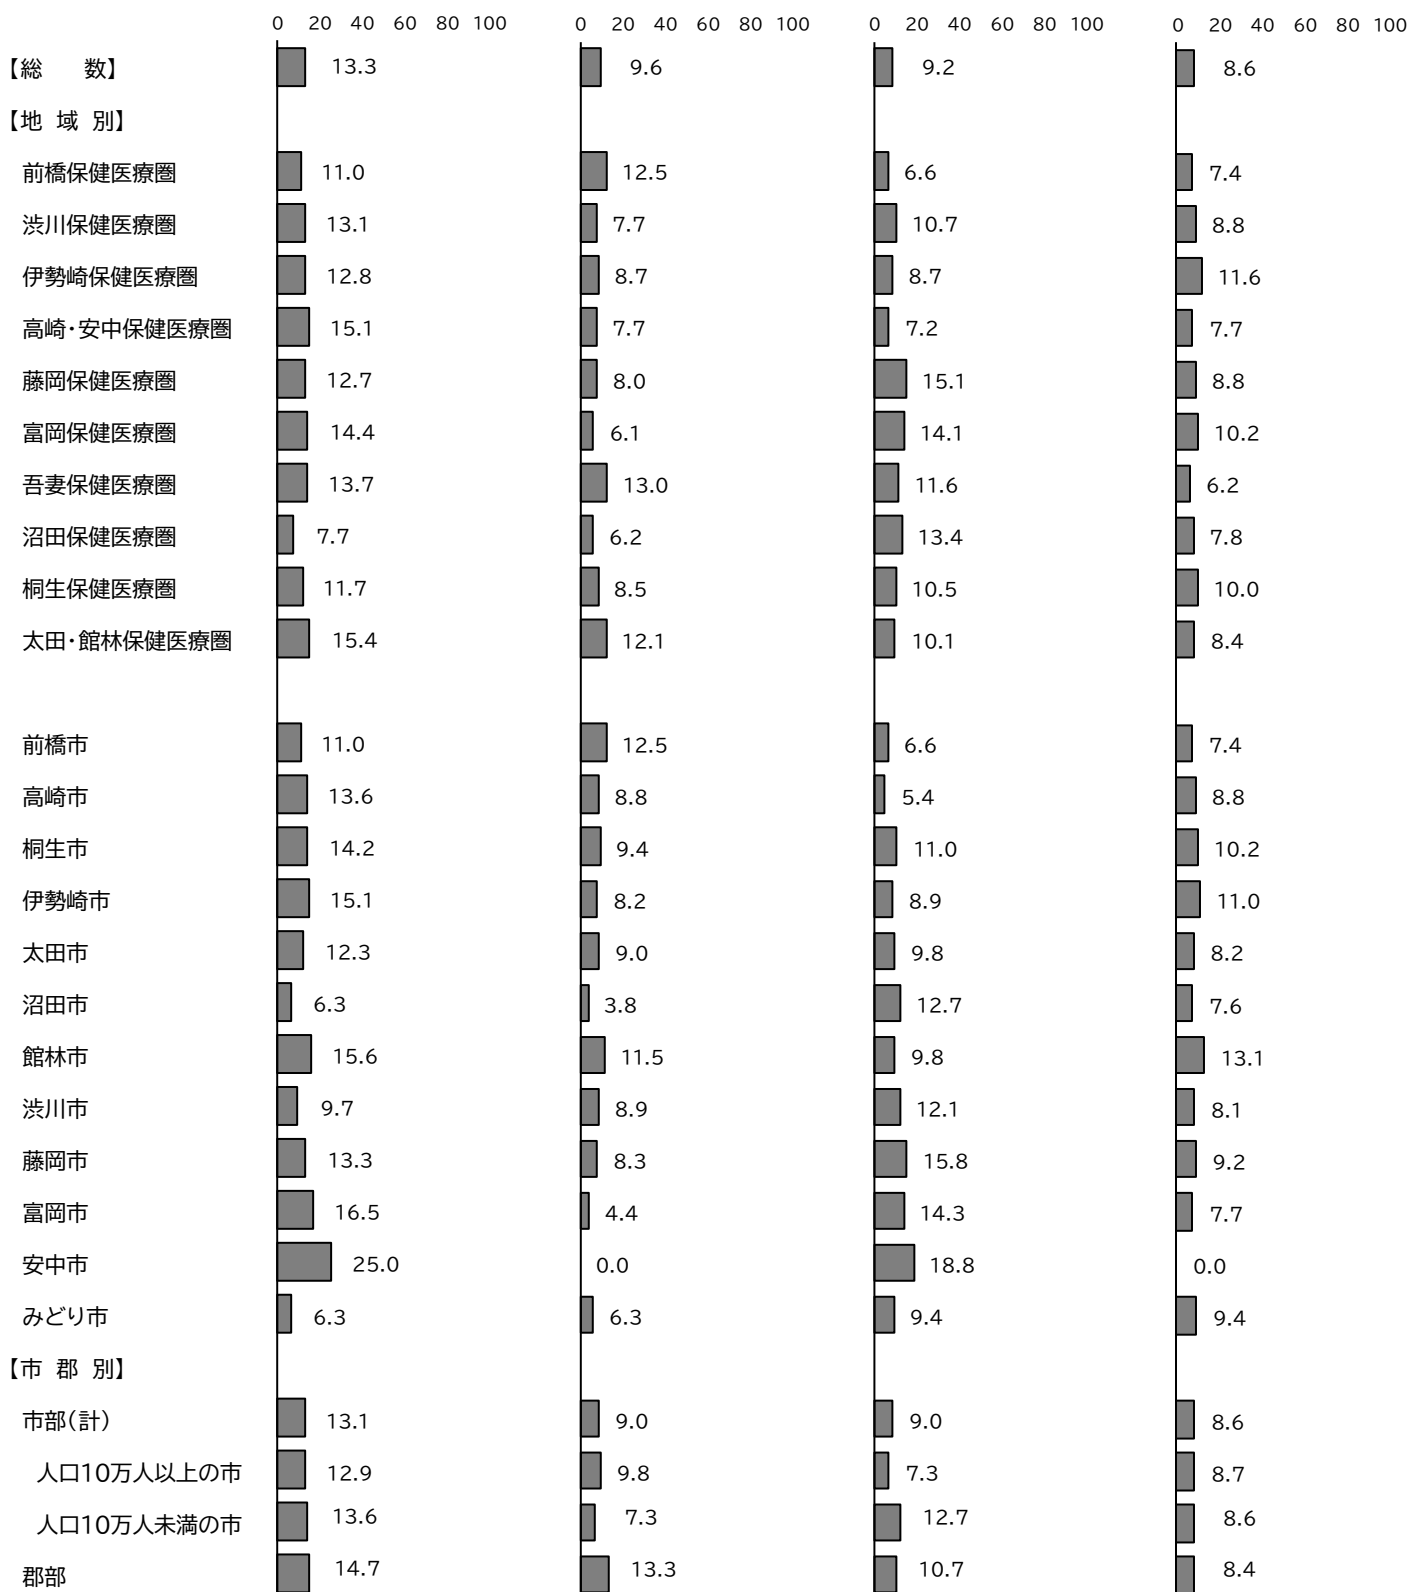 0 20 40 60 80 100 0 20 40 60 80 100 0 20 40 60 80 100 0 20 40 60 80 100
【総　数】 13.3 9.6 9.2 8.6
【地 域 別】
前橋保健医療圏 11.0 12.5 6.6 7.4
渋川保健医療圏 13.1 7.7 10.7 8.8
伊勢崎保健医療圏 12.8 8.7 8.7 11.6
高崎・安中保健医療圏 15.1 7.7 7.2 7.7
藤岡保健医療圏 12.7 8.0 15.1 8.8
富岡保健医療圏 14.4 6.1 14.1 10.2
吾妻保健医療圏 13.7 13.0 11.6 6.2
沼田保健医療圏 7.7 6.2 13.4 7.8
桐生保健医療圏 11.7 8.5 10.5 10.0
太田・館林保健医療圏 15.4 12.1 10.1 8.4
前橋市 11.0 12.5 6.6 7.4
高崎市 13.6 8.8 5.4 8.8
桐生市 14.2 9.4 11.0 10.2
伊勢崎市 15.1 8.2 8.9 11.0
太田市 12.3 9.0 9.8 8.2
沼田市 6.3 3.8 12.7 7.6
館林市 15.6 11.5 9.8 13.1
渋川市 9.7 8.9 12.1 8.1
藤岡市 13.3 8.3 15.8 9.2
富岡市 16.5 4.4 14.3 7.7
安中市 25.0 0.0 18.8 0.0
みどり市 6.3 6.3 9.4 9.4
【市 郡 別】
市部（計） 13.1 9.0 9.0 8.6
人口10万人以上の市 12.9 9.8 7.3 8.7
人口10万人未満の市 13.6 7.3 12.7 8.6
郡部 14.7 13.3 10.7 8.4